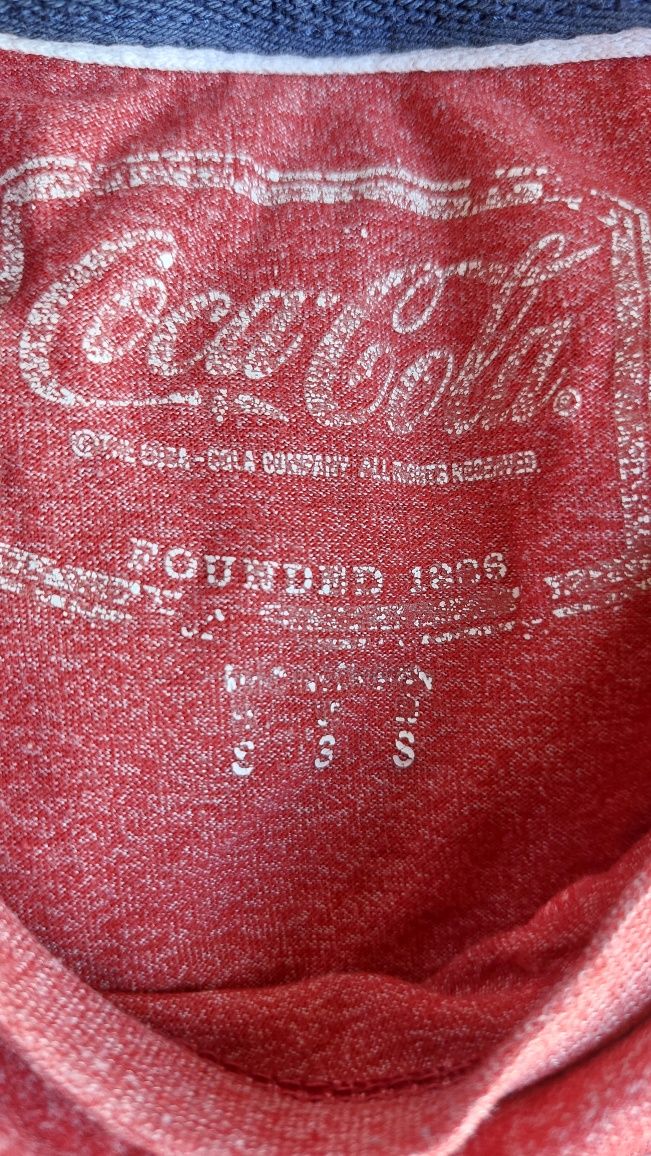 Coca-Cola ®
© THE COCA-COLA COMPANY. ALL RIGHTS RESERVED.
FOUNDED 1886
S S S